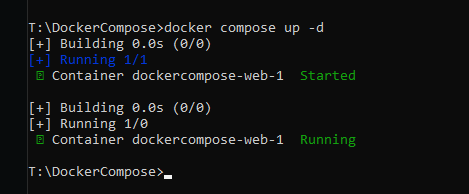 T:\DockerCompose>docker compose up -d
[+] Building 0.0s (0/0)
[+] Running 1/1
⍰ Container dockercompose-web-1  Started
[+] Building 0.0s (0/0)
[+] Running 1/0
⍰ Container dockercompose-web-1  Running
T:\DockerCompose>